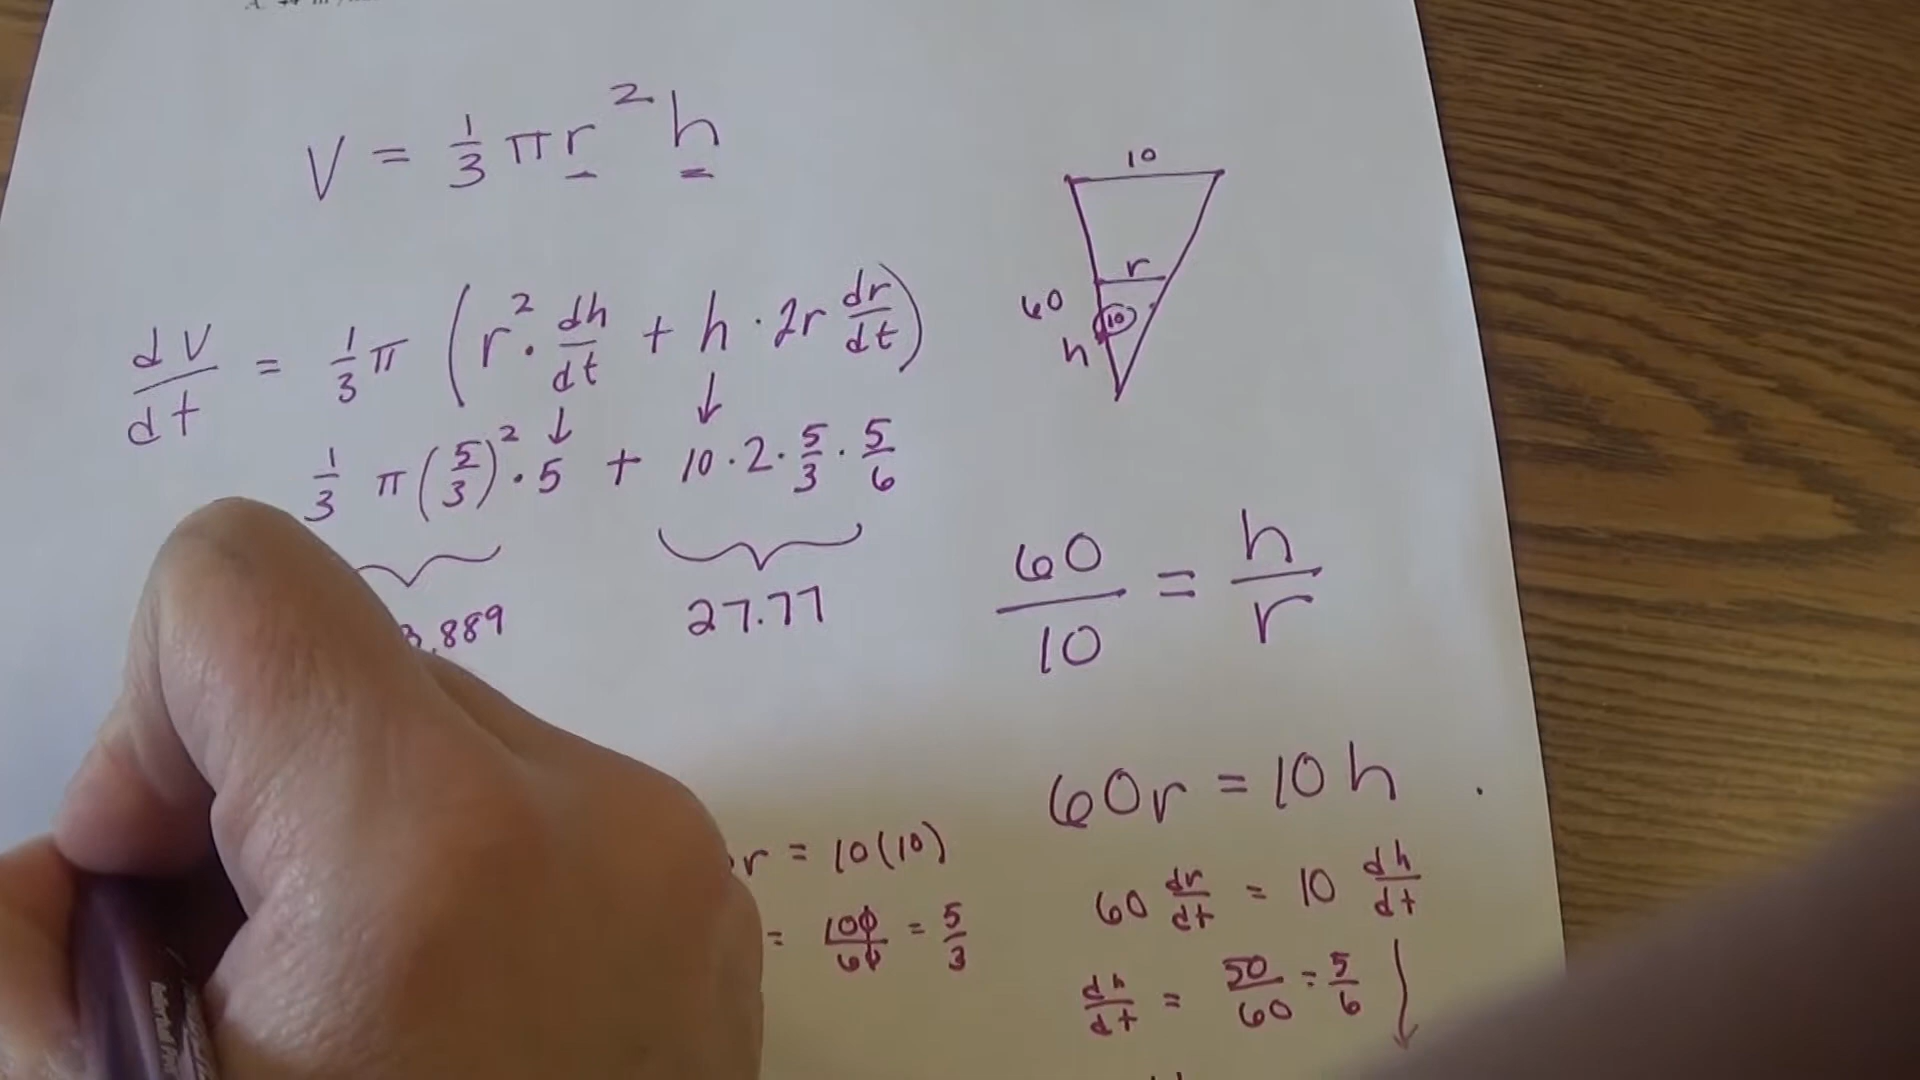 V = 1/3 π r² h
10
r
60
10
h
dV/dt = 1/3 π (r² · dh/dt + h · 2r dr/dt)
↓ ↓
1/3 π (5/3)² · 5 + 10 · 2 · 5/3 · 5/6
.889
27.77
60/10 = h/r
60r = 10h
r = 10(10)
= 100/60 = 5/3
60 dr/dt = 10 dh/dt
dh/dt = 50/60 = 5/6